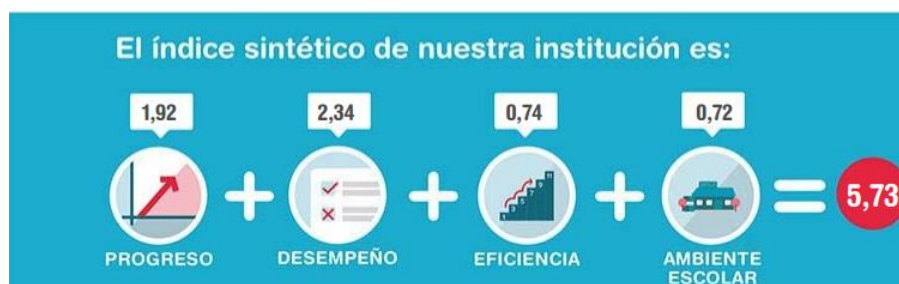 El índice sintético de nuestra institución es:
1,92 2,34 0,74 0,72
+ + + = 5,73
PROGRESO DESEMPEÑO EFICIENCIA AMBIENTE
ESCOLAR